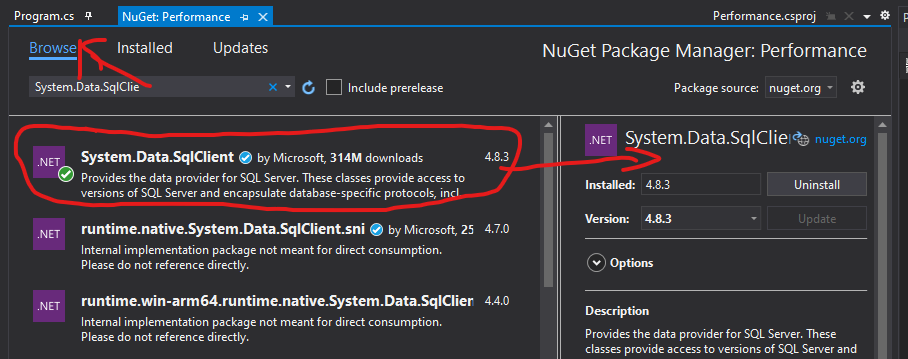 Program.cs
NuGet: Performance
Performance.csproj
Browse
Installed
Updates
NuGet Package Manager: Performance
System.Data.SqlClie
Include prerelease
Package source:
nuget.org
.NET
System.Data.SqlClient
by Microsoft, 314M downloads
4.8.3
Provides the data provider for SQL Server. These classes provide access to
versions of SQL Server and encapsulate database-specific protocols, incl
.NET
runtime.native.System.Data.SqlClient.sni
by Microsoft, 25
4.7.0
Internal implementation package not meant for direct consumption.
Please do not reference directly.
.NET
runtime.win-arm64.runtime.native.System.Data.SqlClien
4.4.0
Internal implementation package not meant for direct consumption.
Please do not reference directly.
.NET
System.Data.SqlClie
nuget.org
Installed:
4.8.3
Uninstall
Version:
4.8.3
Update
Options
Description
Provides the data provider for SQL Server. These
classes provide access to versions of SQL Server and